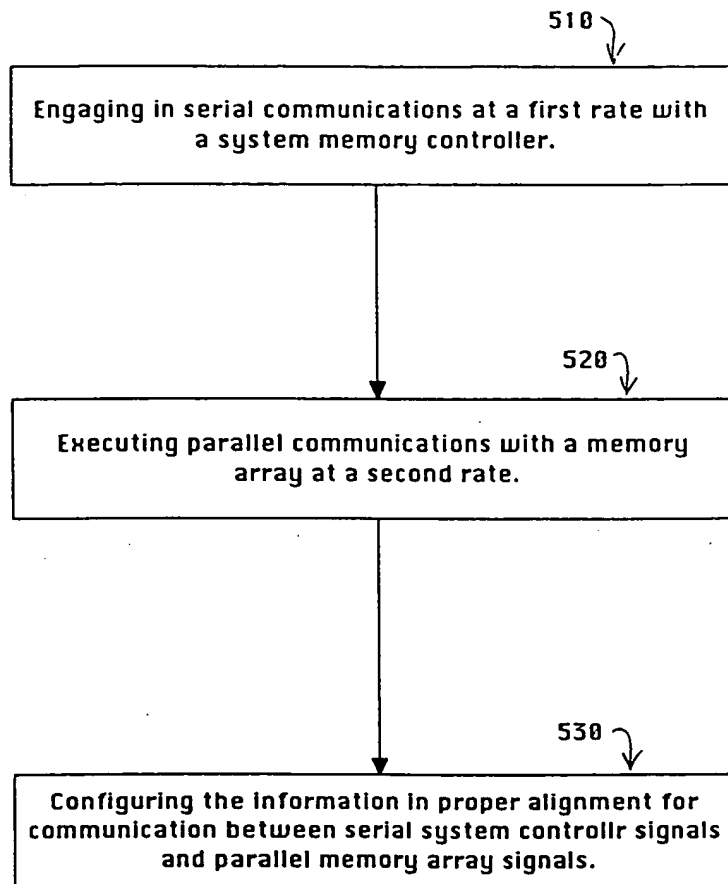 510
Engaging in serial communications at a first rate with
a system memory controller.
520
Executing parallel communications with a memory
array at a second rate.
530
Configuring the information in proper alignment for
communication between serial system controllr signals
and parallel memory array signals.